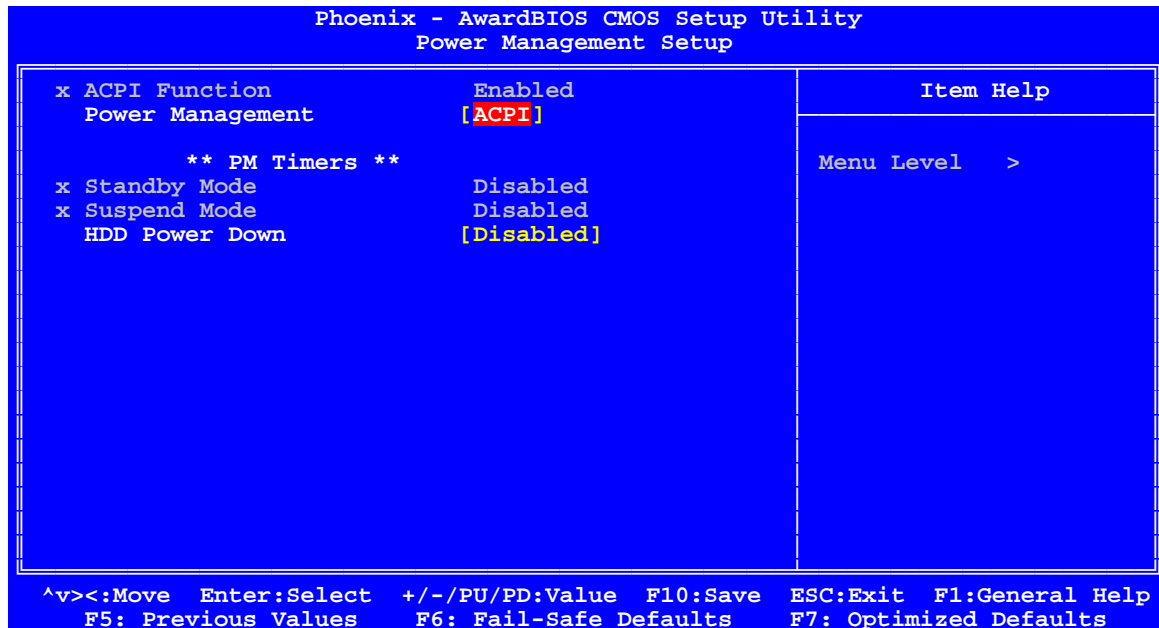 Phoenix - AwardBIOS CMOS Setup Utility
Power Management Setup
x ACPI Function Enabled
Power Management [ACPI]
** PM Timers **
x Standby Mode Disabled
x Suspend Mode Disabled
HDD Power Down [Disabled]
Item Help
Menu Level >
^v><:Move Enter:Select +/-/PU/PD:Value F10:Save ESC:Exit F1:General Help
F5: Previous Values F6: Fail-Safe Defaults F7: Optimized Defaults